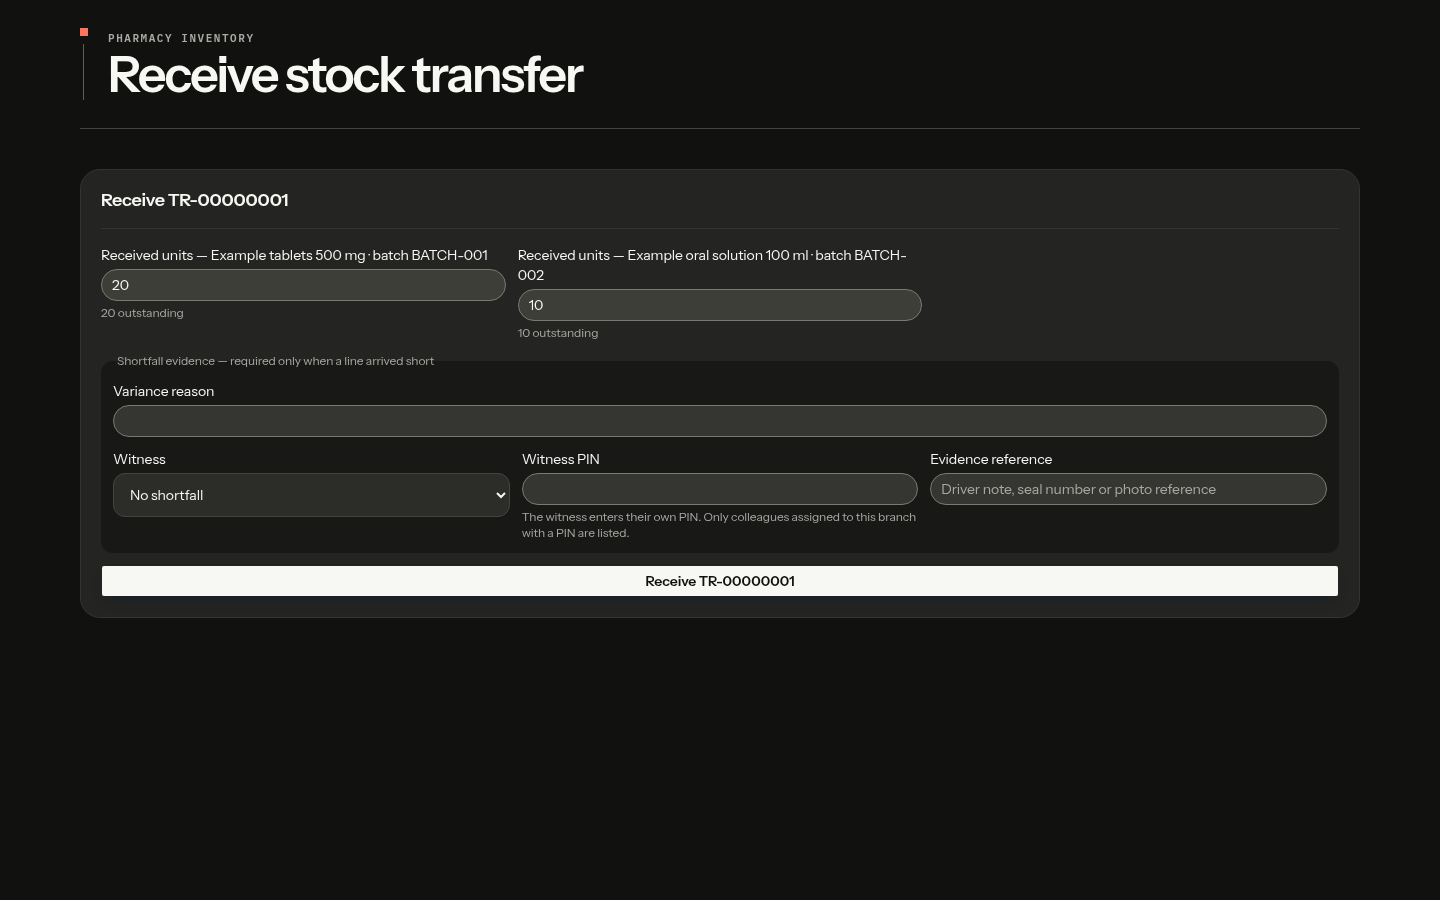 PHARMACY INVENTORY
Receive stock transfer
Receive TR-00000001
Received units — Example tablets 500 mg · batch BATCH-001
20
20 outstanding
Received units — Example oral solution 100 ml · batch BATCH-
002
10
10 outstanding
Shortfall evidence — required only when a line arrived short
Variance reason
Witness
No shortfall
Witness PIN
The witness enters their own PIN. Only colleagues assigned to this branch
with a PIN are listed.
Evidence reference
Driver note, seal number or photo reference
Receive TR-00000001